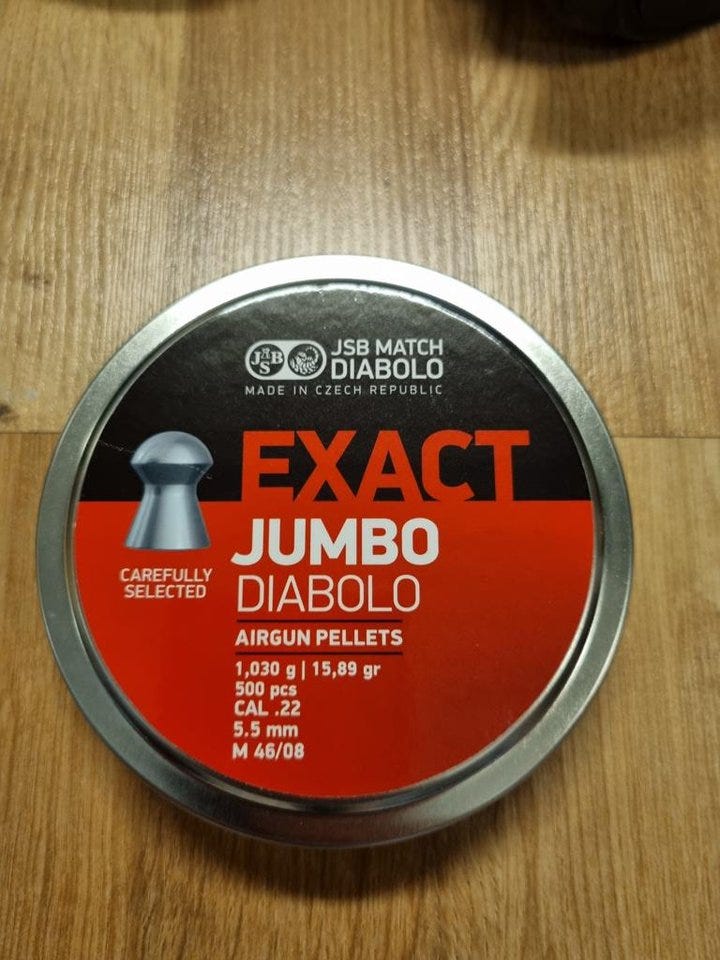 JSB
JSB MATCH
DIABOLO
MADE IN CZECH REPUBLIC
EXACT
JUMBO
DIABOLO
CAREFULLY
SELECTED
AIRGUN PELLETS
1,030 g | 15,89 gr
500 pcs
CAL .22
5.5 mm
M 46/08